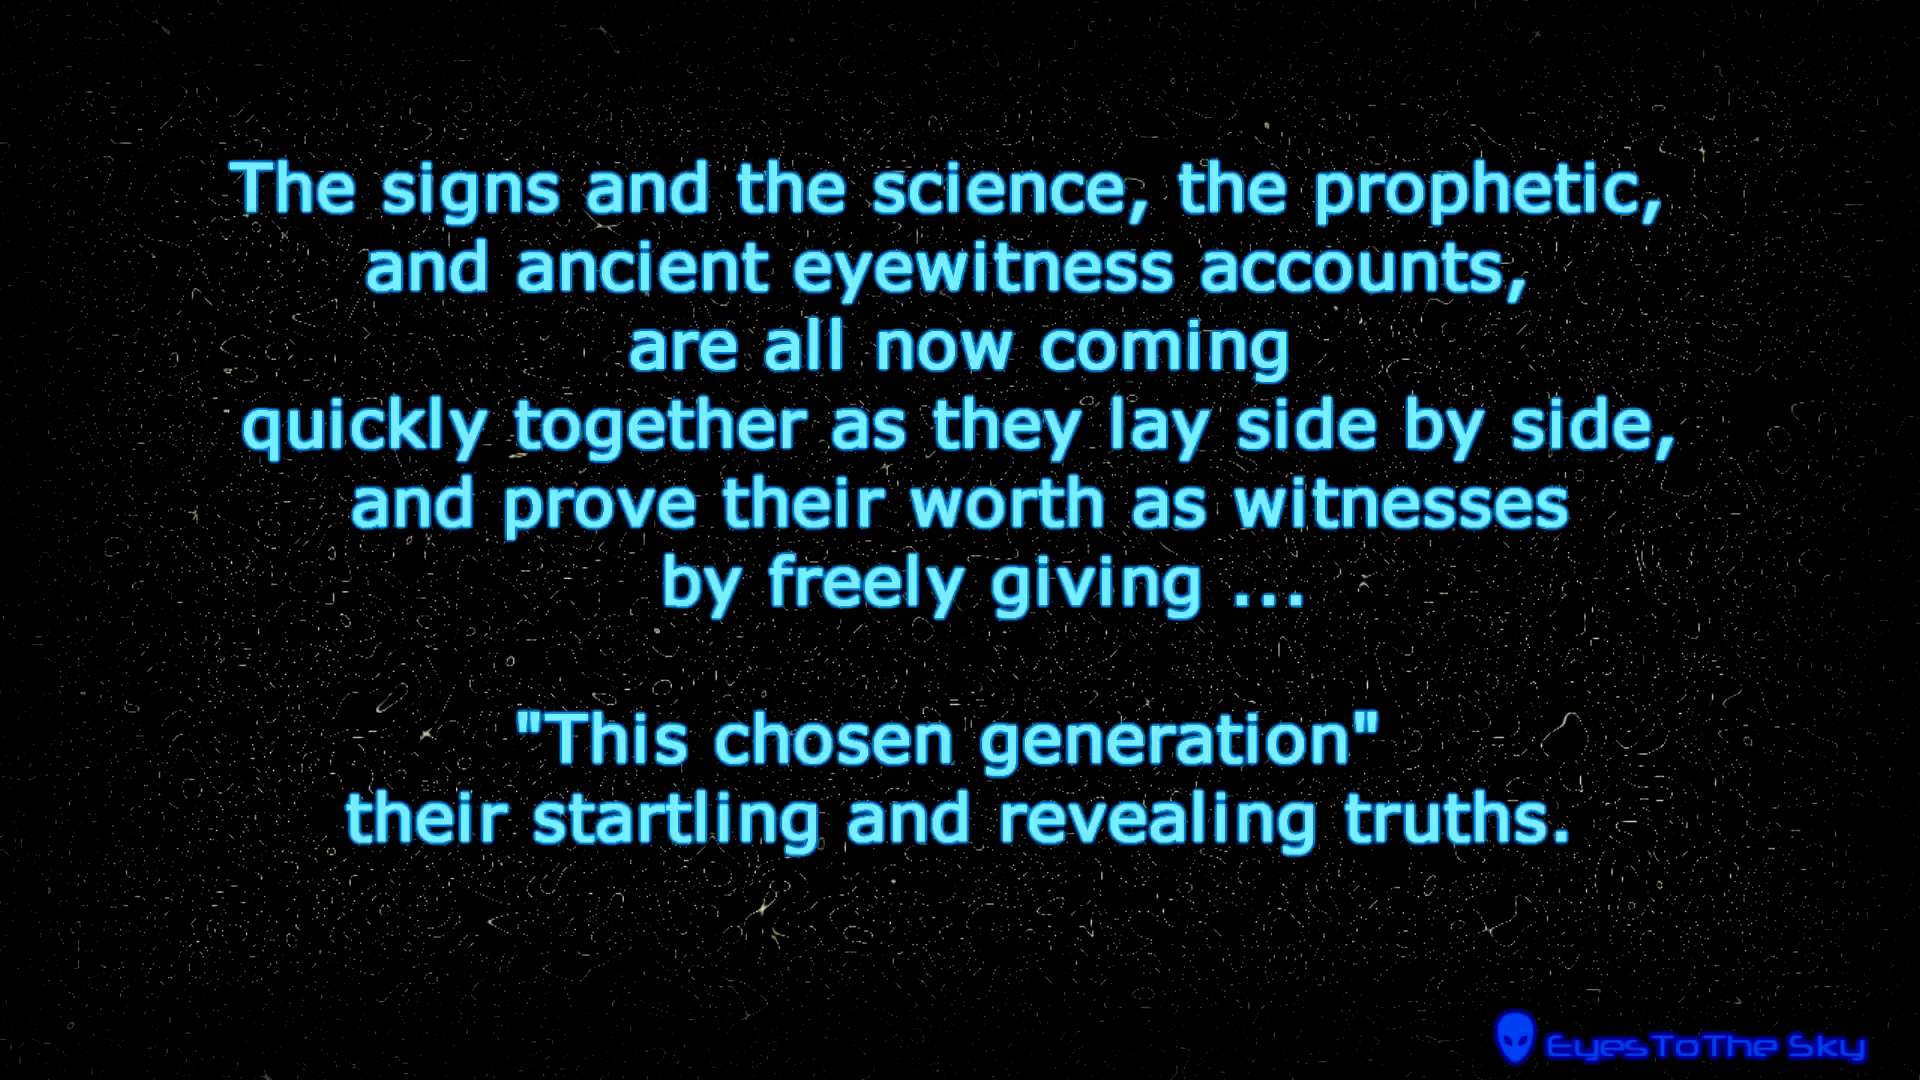 The signs and the science, the prophetic,
and ancient eyewitness accounts,
are all now coming
quickly together as they lay side by side,
and prove their worth as witnesses
by freely giving ...
"This chosen generation"
their startling and revealing truths.
EyesToThe Sky